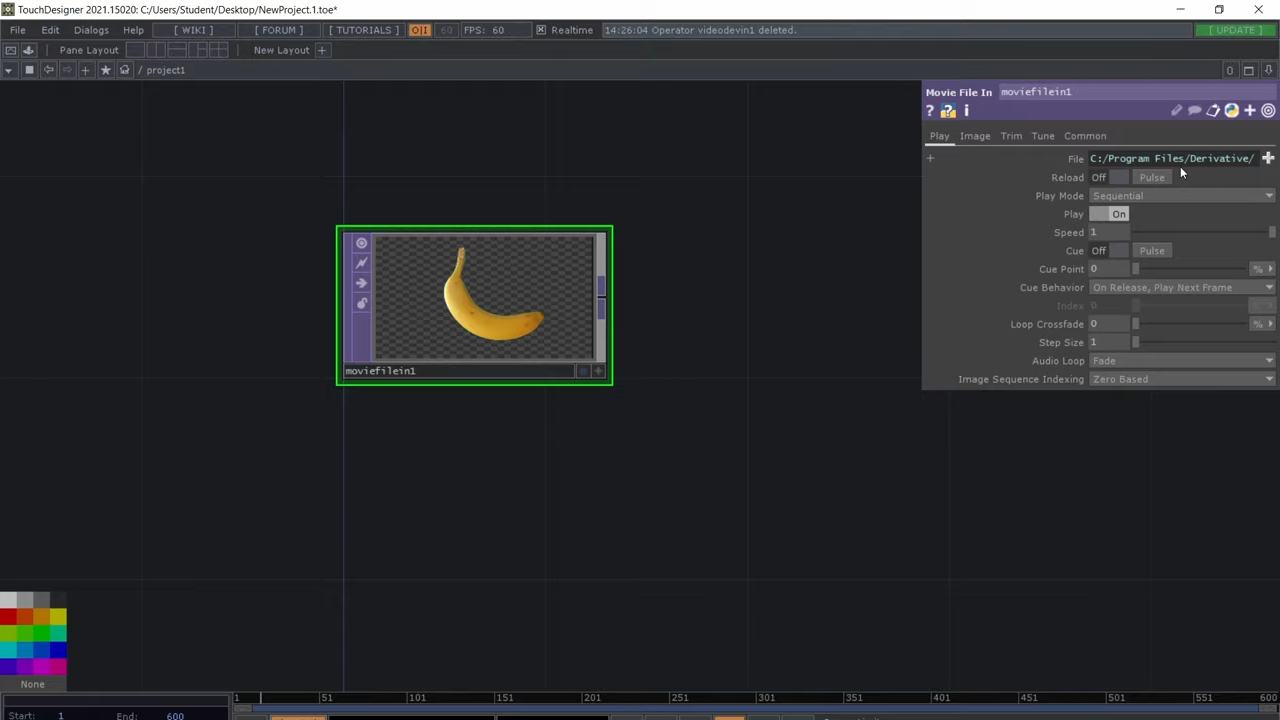 TouchDesigner 2021.15020: C:/Users/Student/Desktop/NewProject.1.toe*
File Edit Dialogs Help [ WIKI ] [ FORUM ] [ TUTORIALS ] O|I 60 FPS: 60 Realtime 14:26:04 Operator videodevin1 deleted. [ UPDATE ]
Pane Layout New Layout +
/ project1 0
Movie File In moviefilein1
? ? i
Play Image Trim Tune Common
+ File C:/Program Files/Derivative/
Reload Off Pulse
Play Mode Sequential
Play On
Speed 1
Cue Off Pulse
Cue Point 0 %
Cue Behavior On Release, Play Next Frame
Index 0
Loop Crossfade 0 %
Step Size 1
Audio Loop Fade
Image Sequence Indexing Zero Based
moviefilein1
None
1 51 101 151 201 251 301 351 401 451 501 551 600
Start: 1 End: 600